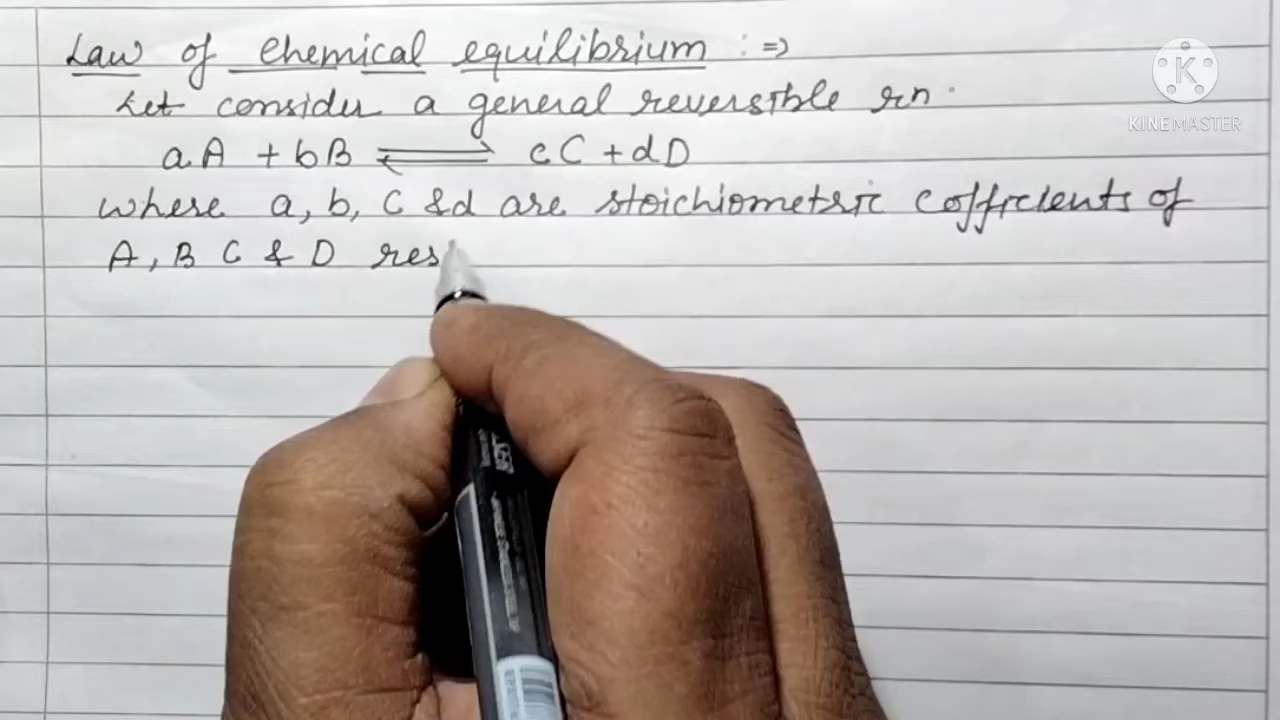 Law of chemical equilibrium : ⇒
Let consider a general reversible rn.
aA + bB ⇌ cC + dD
where a, b, c & d are stoichiometric cofficients of
A, B C & D res
K
KINEMASTER